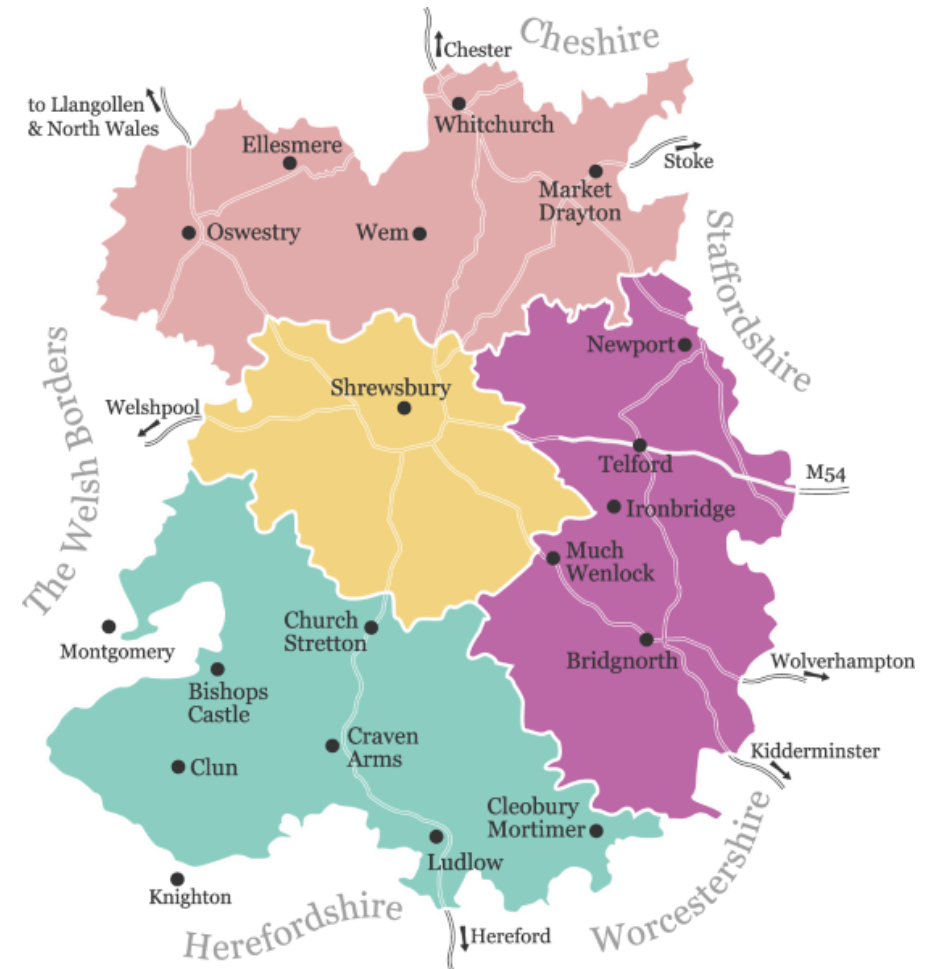 Cheshire
Chester
to Llangollen
& North Wales
Whitchurch
Ellesmere
Stoke
Market
Drayton
Oswestry
Wem
Staffordshire
The Welsh Borders
Newport
Shrewsbury
Welshpool
Telford
M54
Ironbridge
Much
Wenlock
Church
Stretton
Montgomery
Bridgnorth
Wolverhampton
Bishops
Castle
Craven
Arms
Kidderminster
Clun
Cleobury
Mortimer
Ludlow
Knighton
Herefordshire
Hereford
Worcestershire